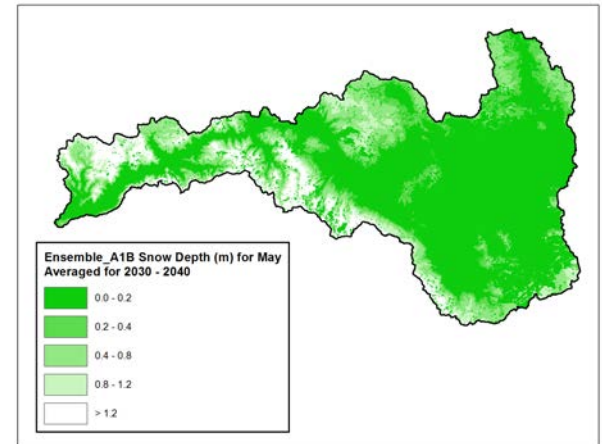 Ensemble_A1B Snow Depth (m) for May
Averaged for 2030 - 2040
0.0 - 0.2
0.2 - 0.4
0.4 - 0.8
0.8 - 1.2
> 1.2